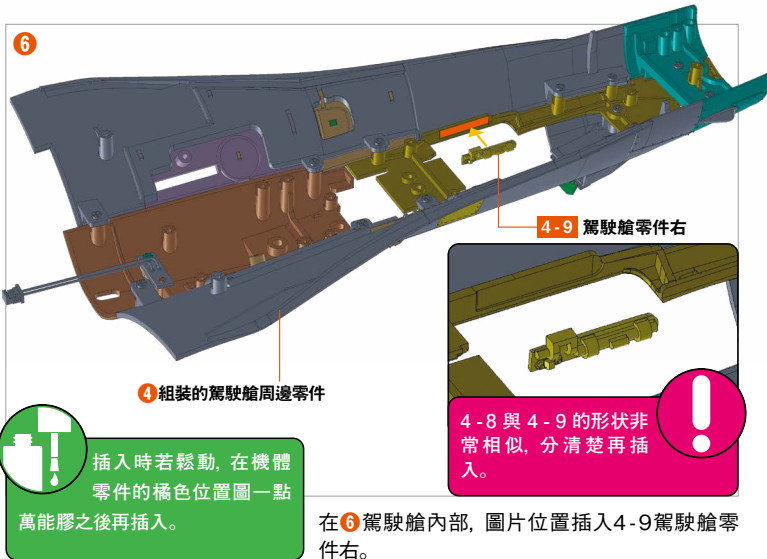 6
4-9 駕駛艙零件右
4組裝的駕駛艙周邊零件
4-8 與 4-9 的形狀非
常相似, 分清楚再插
入。
插入時若鬆動, 在機體
零件的橘色位置圖一點
萬能膠之後再插入。
在6駕駛艙內部, 圖片位置插入4-9駕駛艙零
件右。